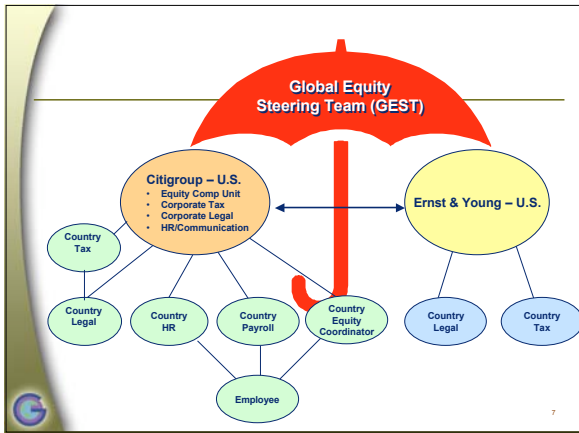 Global Equity
Steering Team (GEST)
Citigroup – U.S.
• Equity Comp Unit
• Corporate Tax
• Corporate Legal
• HR/Communication
Ernst & Young – U.S.
Country
Tax
Country
Legal
Country
HR
Country
Payroll
Country
Equity
Coordinator
Country
Legal
Country
Tax
Employee
G
7